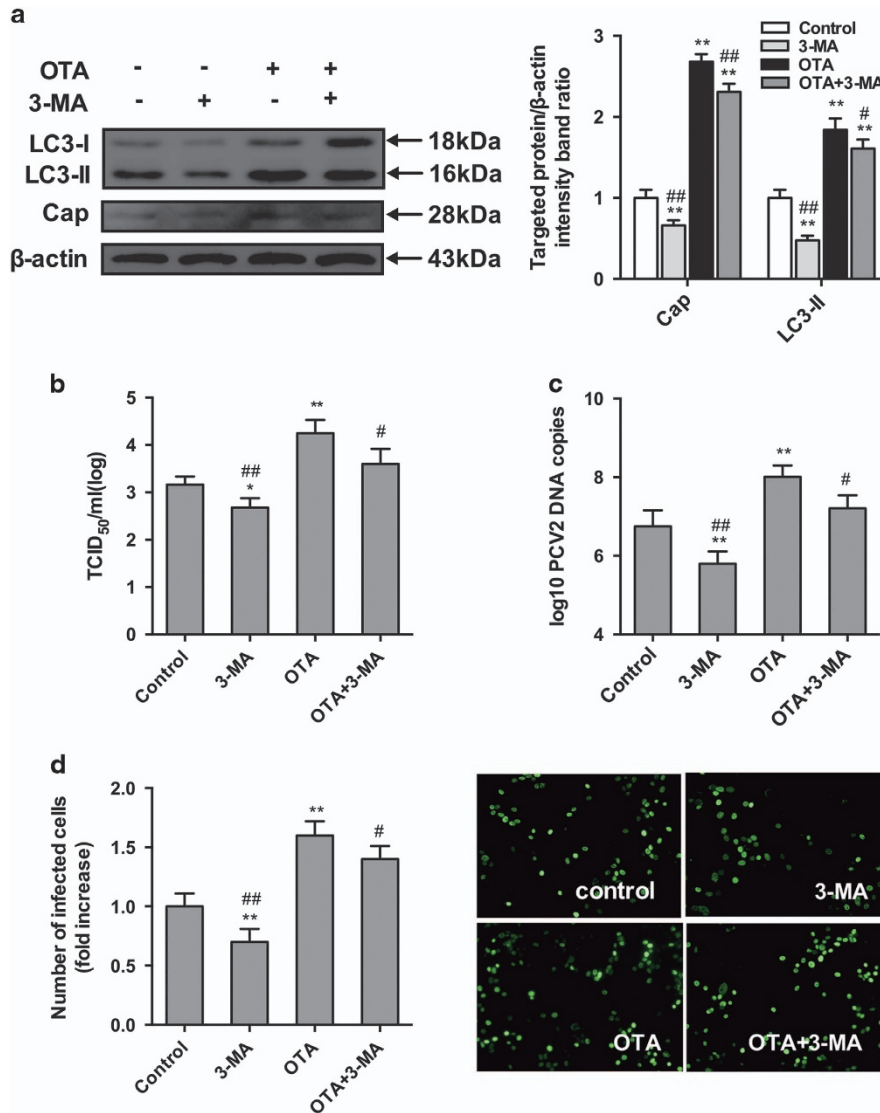 a
OTA - - + +
3-MA - + - +
LC3-I 18kDa
LC3-II 16kDa
Cap 28kDa
β-actin 43kDa
Targeted protein/β-actin
intensity band ratio
3
2
1
0
Control
3-MA
OTA
OTA+3-MA
## ** ** ## **
## ** ** # **
Cap
LC3-II
b
TCID50/ml(log)
5
4
3
2
1
0
## *
**
#
Control
3-MA
OTA
OTA+3-MA
c
log10 PCV2 DNA copies
10
8
6
4
## **
**
#
Control
3-MA
OTA
OTA+3-MA
d
Number of infected cells
(fold increase)
2.0
1.5
1.0
0.5
0.0
## **
**
#
Control
3-MA
OTA
OTA+3-MA
control
3-MA
OTA
OTA+3-MA